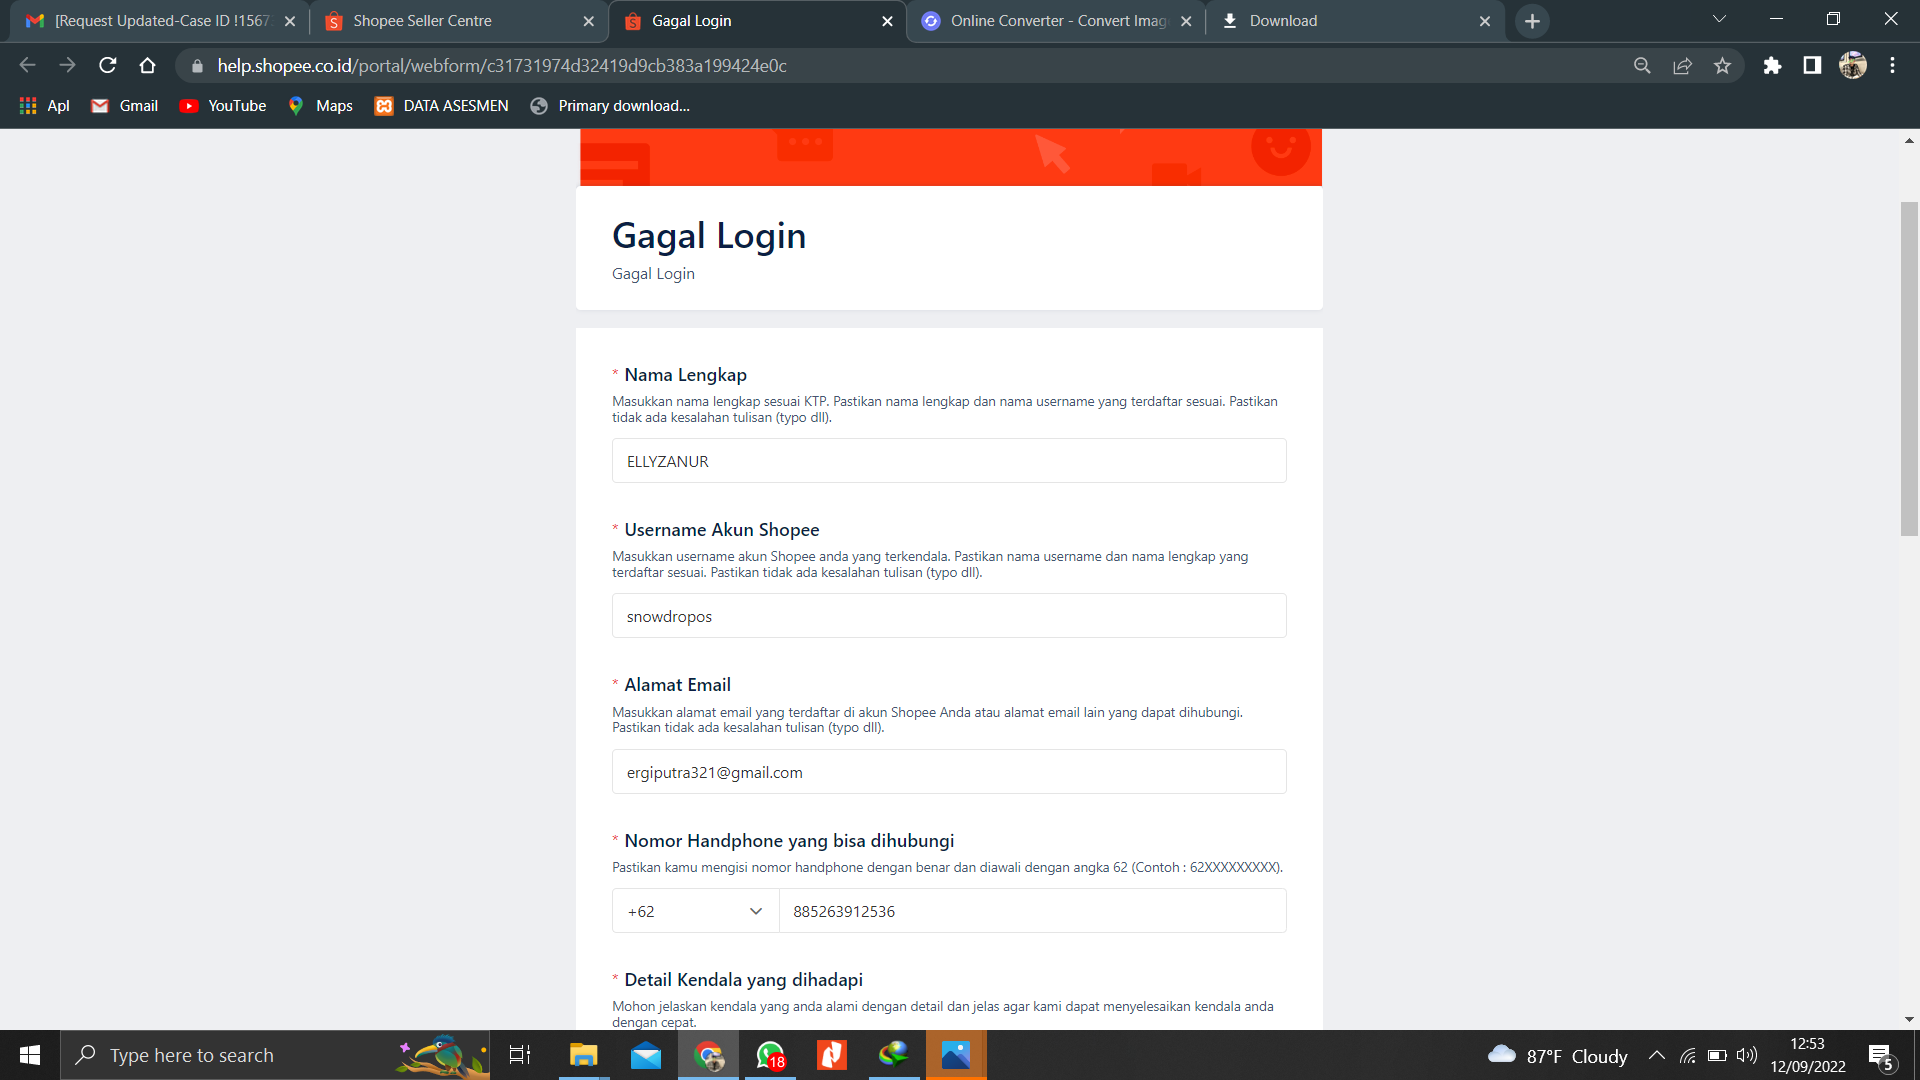 [Request Updated-Case ID !1567
Shopee Seller Centre
Gagal Login
Online Converter - Convert Imag
Download
help.shopee.co.id/portal/webform/c31731974d32419d9cb383a199424e0c
Apl
Gmail
YouTube
Maps
DATA ASESMEN
Primary download...
Gagal Login
Gagal Login
* Nama Lengkap
Masukkan nama lengkap sesuai KTP. Pastikan nama lengkap dan nama username yang terdaftar sesuai. Pastikan
tidak ada kesalahan tulisan (typo dll).
ELLYZANUR
* Username Akun Shopee
Masukkan username akun Shopee anda yang terkendala. Pastikan nama username dan nama lengkap yang
terdaftar sesuai. Pastikan tidak ada kesalahan tulisan (typo dll).
snowdropos
* Alamat Email
Masukkan alamat email yang terdaftar di akun Shopee Anda atau alamat email lain yang dapat dihubungi.
Pastikan tidak ada kesalahan tulisan (typo dll).
ergiputra321@gmail.com
* Nomor Handphone yang bisa dihubungi
Pastikan kamu mengisi nomor handphone dengan benar dan diawali dengan angka 62 (Contoh : 62XXXXXXXXX).
+62
885263912536
* Detail Kendala yang dihadapi
Mohon jelaskan kendala yang anda alami dengan detail dan jelas agar kami dapat menyelesaikan kendala anda
dengan cepat.
Type here to search
18
87°F Cloudy
12:53
12/09/2022
5